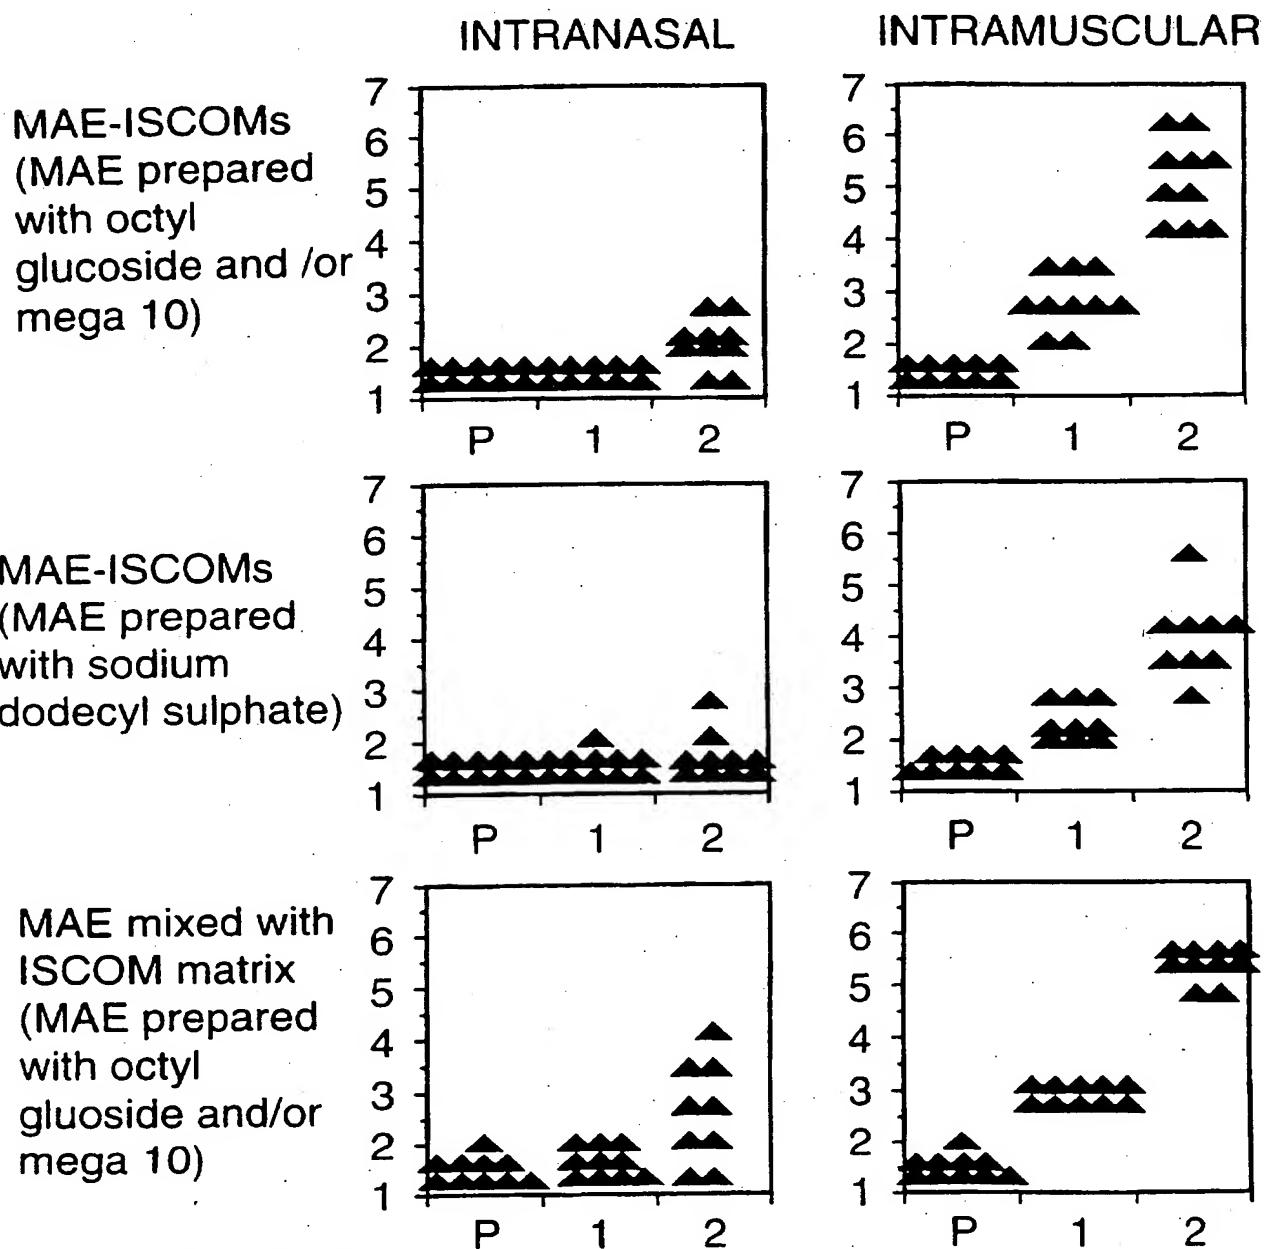 INTRANASAL INTRAMUSCULAR
MAE-ISCOMs
(MAE prepared
with octyl
glucoside and /or
mega 10)
7
6
5
4
3
2
1
P 1 2
7
6
5
4
3
2
1
P 1 2
MAE-ISCOMs
(MAE prepared
with sodium
dodecyl sulphate)
7
6
5
4
3
2
1
P 1 2
7
6
5
4
3
2
1
P 1 2
MAE mixed with
ISCOM matrix
(MAE prepared
with octyl
gluoside and/or
mega 10)
7
6
5
4
3
2
1
P 1 2
7
6
5
4
3
2
1
P 1 2